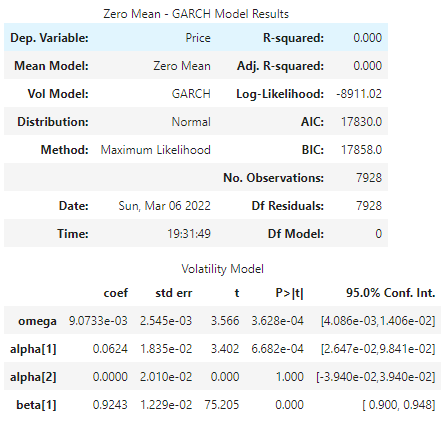 Zero Mean - GARCH Model Results
Dep. Variable: Price R-squared: 0.000
Mean Model: Zero Mean Adj. R-squared: 0.000
Vol Model: GARCH Log-Likelihood: -8911.02
Distribution: Normal AIC: 17830.0
Method: Maximum Likelihood BIC: 17858.0
No. Observations: 7928
Date: Sun, Mar 06 2022 Df Residuals: 7928
Time: 19:31:49 Df Model: 0
Volatility Model
coef std err t P>|t| 95.0% Conf. Int.
omega 9.0733e-03 2.545e-03 3.566 3.628e-04 [4.086e-03,1.406e-02]
alpha[1] 0.0624 1.835e-02 3.402 6.682e-04 [2.647e-02,9.841e-02]
alpha[2] 0.0000 2.010e-02 0.000 1.000 [-3.940e-02,3.940e-02]
beta[1] 0.9243 1.229e-02 75.205 0.000 [ 0.900, 0.948]